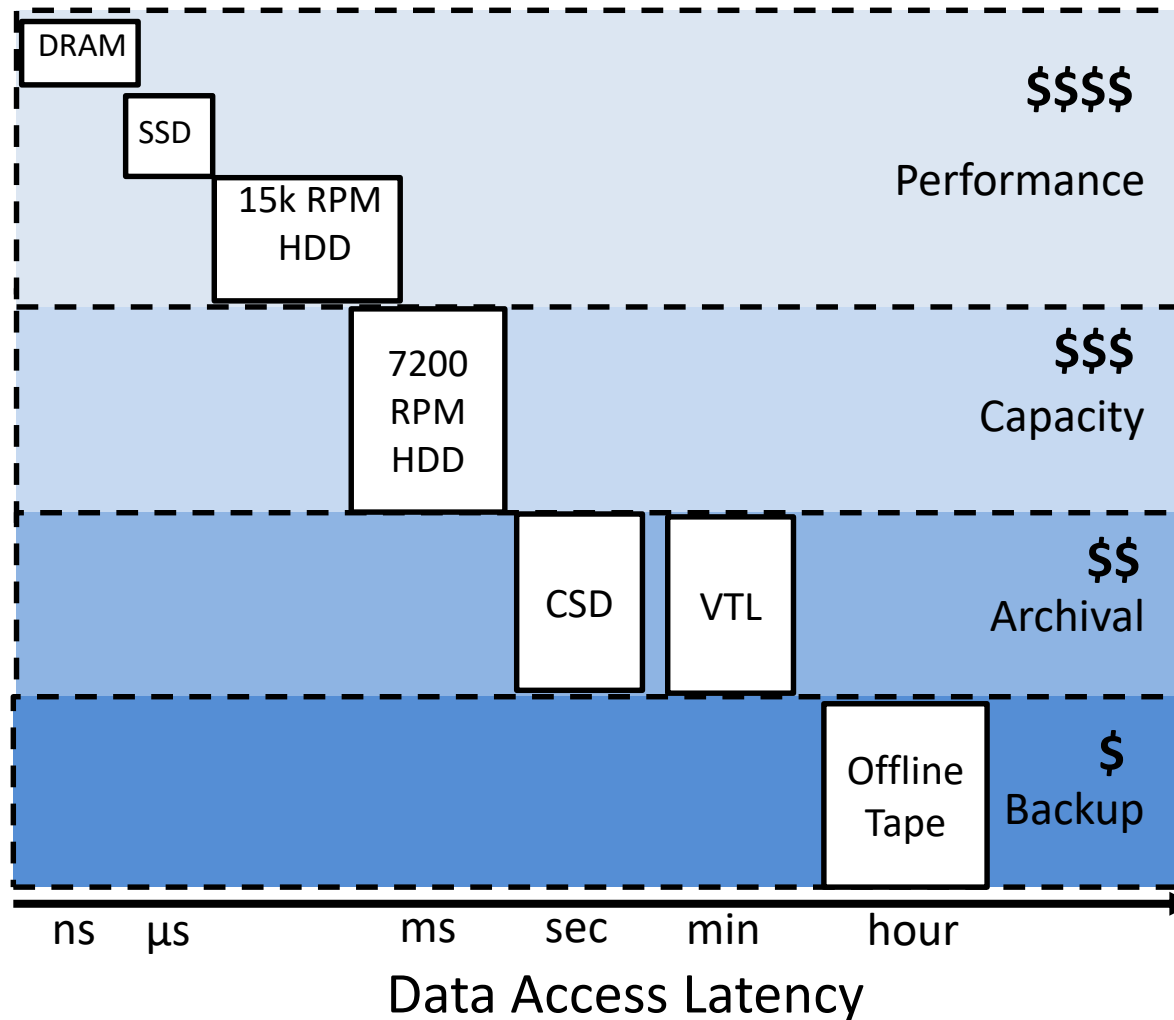 DRAM
$$$$
SSD
Performance
15k RPM
HDD
$$$
7200
RPM
HDD
Capacity
$$
CSD
VTL
Archival
$
Offline
Tape
Backup
ns
µs
ms
sec
min
hour
Data Access Latency